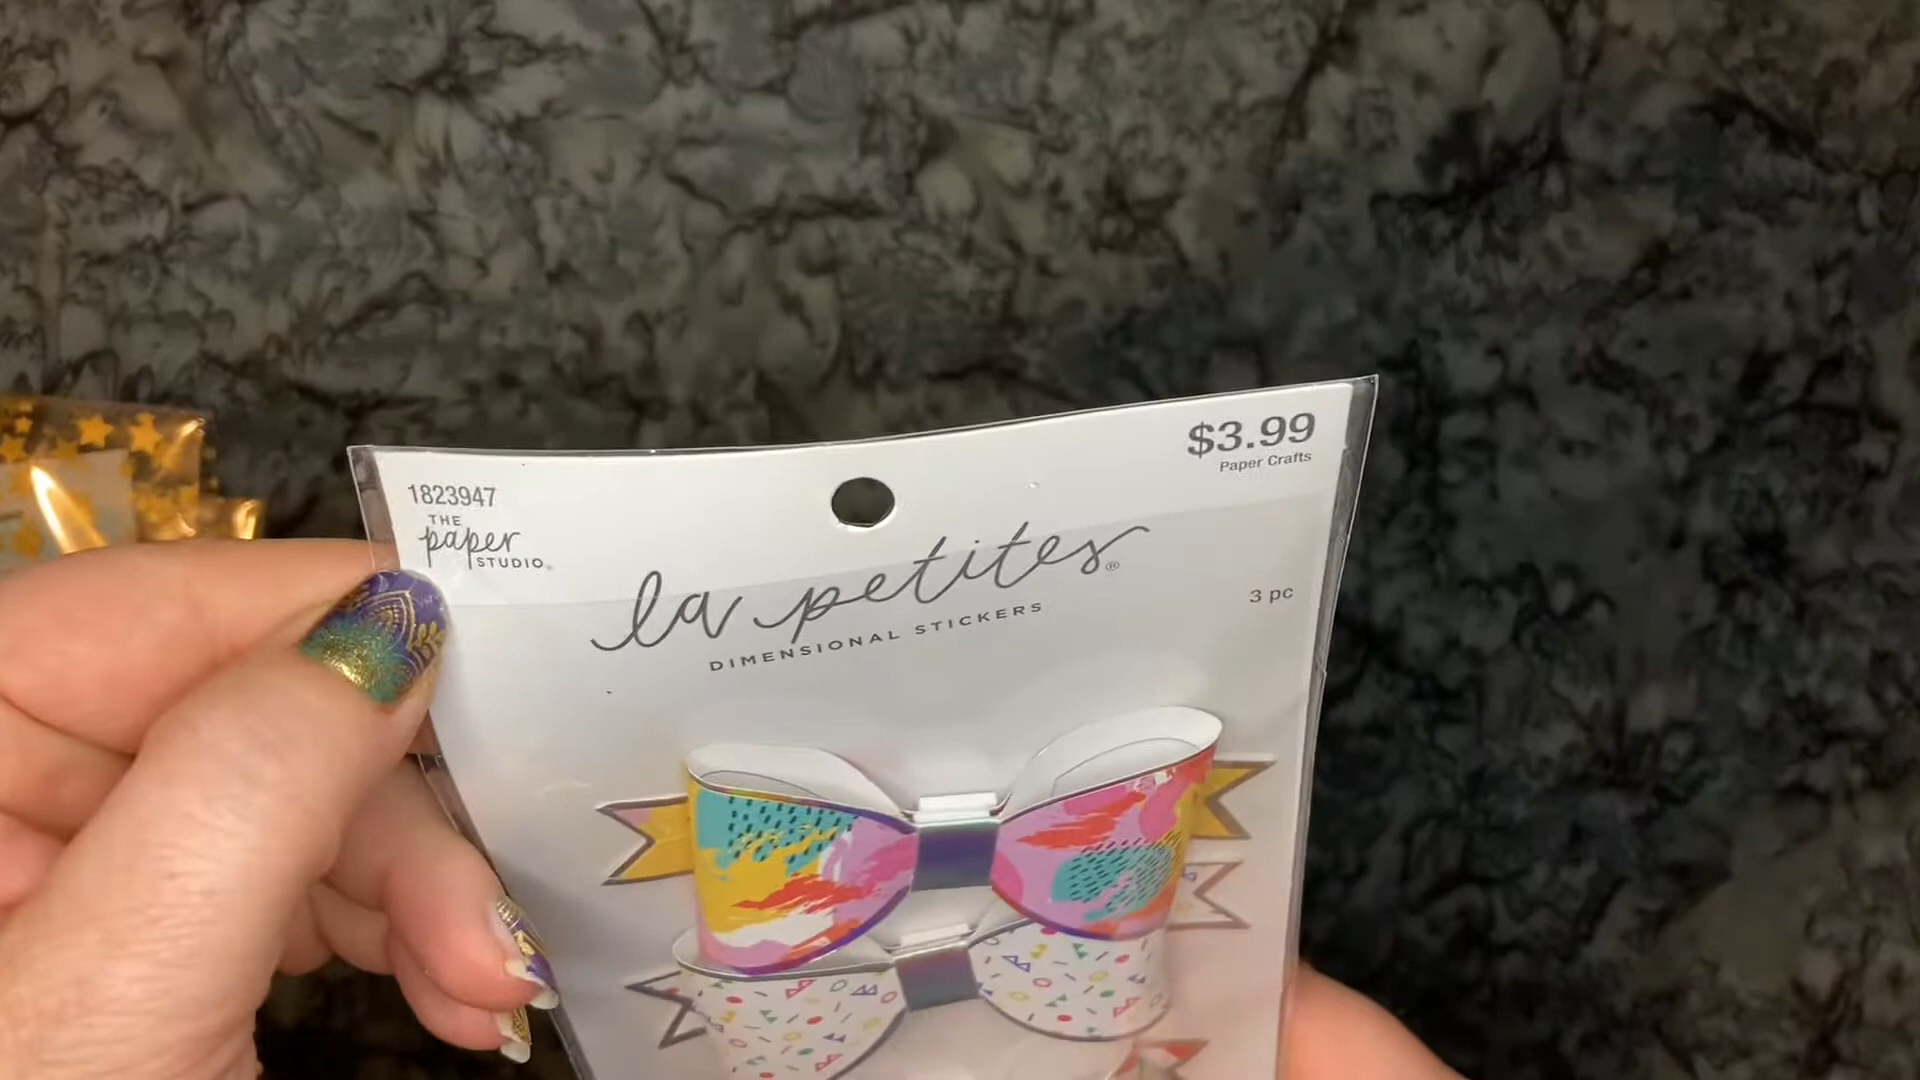 $3.99
Paper Crafts
1823947
THE
paper
STUDIO®
la petites®
DIMENSIONAL STICKERS
3 pc